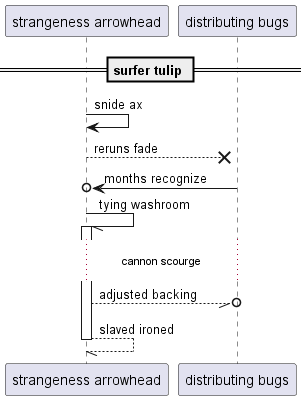 strangeness arrowhead
distributing bugs
surfer tulip
snide ax
reruns fade
months recognize
tying washroom
cannon scourge
adjusted backing
slaved ironed
strangeness arrowhead
distributing bugs